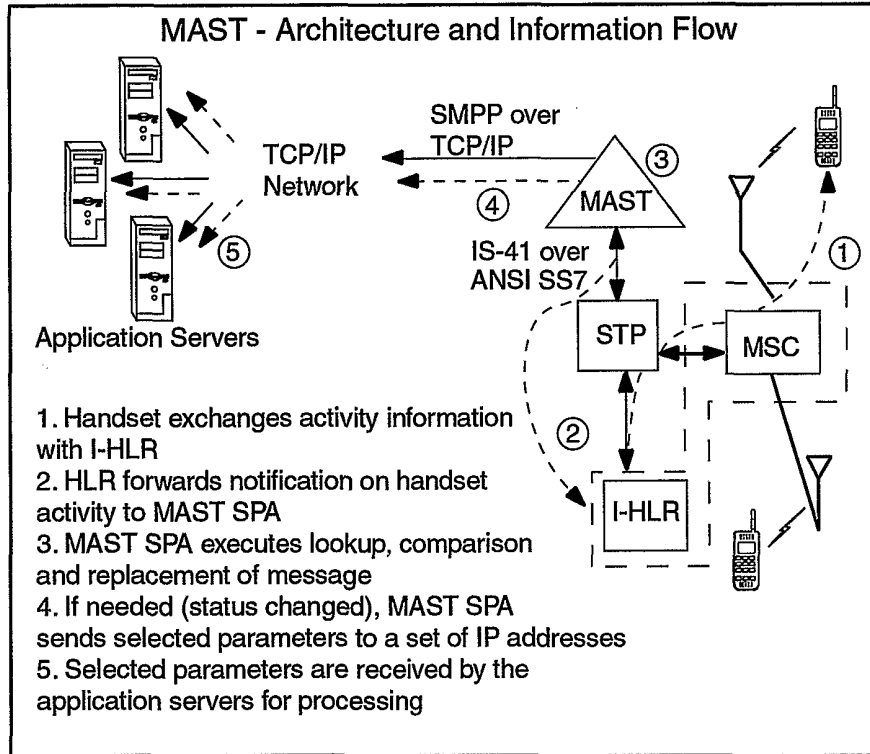 MAST - Architecture and Information Flow
SMPP over
TCP/IP
TCP/IP
Network
③
④
MAST
①
IS-41 over
ANSI SS7
⑤
Application Servers
STP
MSC
②
I-HLR
1. Handset exchanges activity information
with I-HLR
2. HLR forwards notification on handset
activity to MAST SPA
3. MAST SPA executes lookup, comparison
and replacement of message
4. If needed (status changed), MAST SPA
sends selected parameters to a set of IP addresses
5. Selected parameters are received by the
application servers for processing